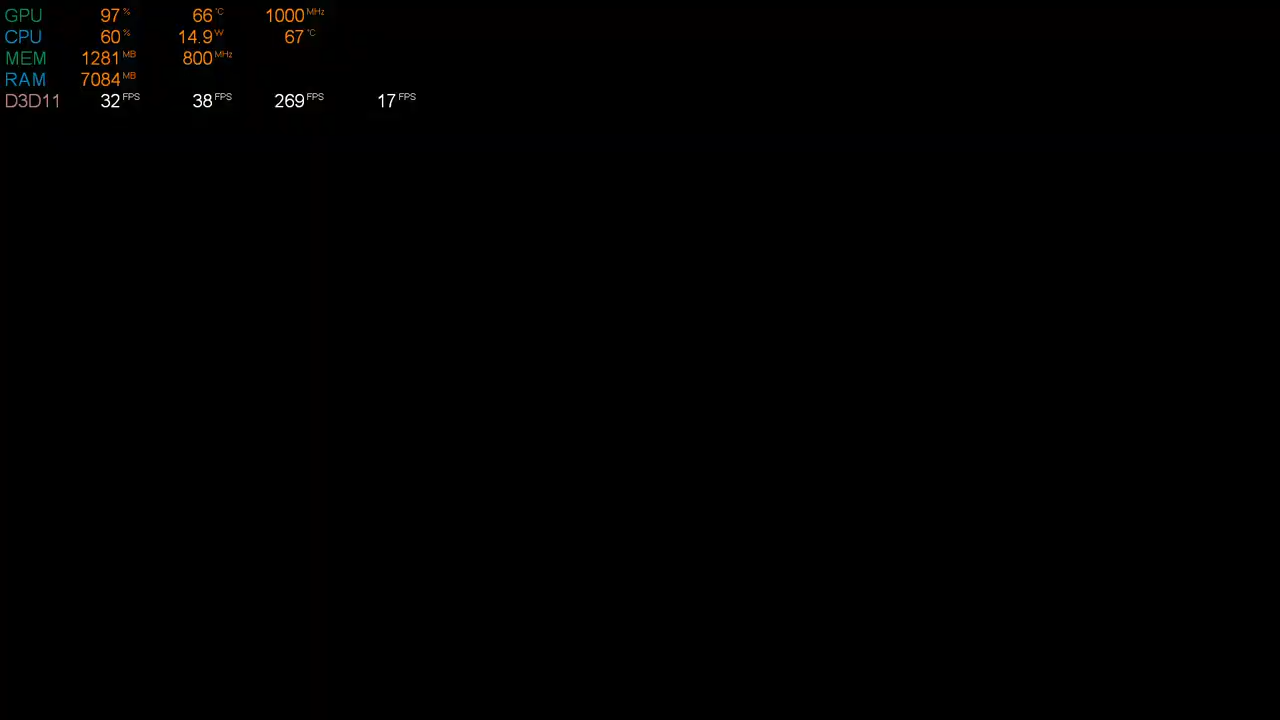 GPU 97 % 66 °C 1000 MHz
CPU 60 % 14.9 W 67 °C
MEM 1281 MB 800 MHz
RAM 7084 MB
D3D11 32 FPS 38 FPS 269 FPS 17 FPS